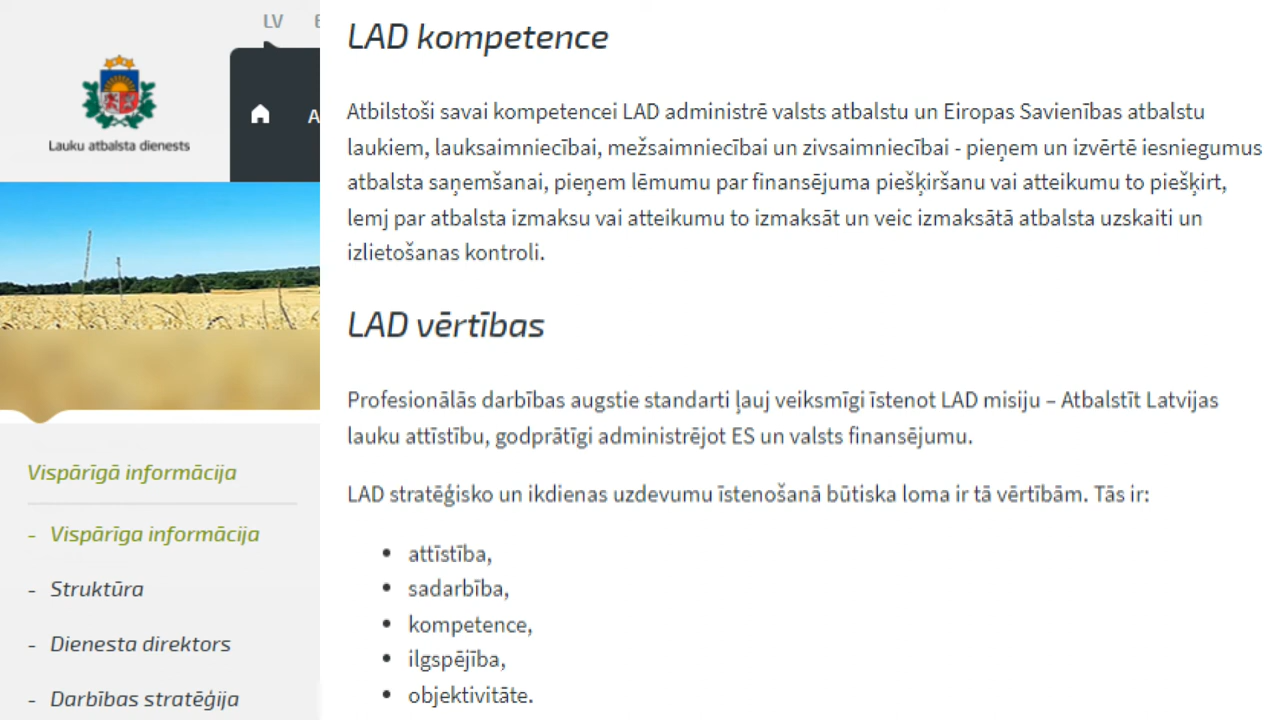 LV
Lauku atbalsta dienests
Vispārīgā informācija
- Vispārīga informācija
- Struktūra
- Dienesta direktors
- Darbības stratēģija
LAD kompetence
Atbilstoši savai kompetencei LAD administrē valsts atbalstu un Eiropas Savienības atbalstu
laukiem, lauksaimniecībai, mežsaimniecībai un zivsaimniecībai - pieņem un izvērtē iesniegumus
atbalsta saņemšanai, pieņem lēmumu par finansējuma piešķiršanu vai atteikumu to piešķirt,
lemj par atbalsta izmaksu vai atteikumu to izmaksāt un veic izmaksātā atbalsta uzskaiti un
izlietošanas kontroli.
LAD vērtības
Profesionālās darbības augstie standarti ļauj veiksmīgi īstenot LAD misiju – Atbalstīt Latvijas
lauku attīstību, godprātīgi administrējot ES un valsts finansējumu.
LAD stratēģisko un ikdienas uzdevumu īstenošanā būtiska loma ir tā vērtībām. Tās ir:
• attīstība,
• sadarbība,
• kompetence,
• ilgspējība,
• objektivitāte.